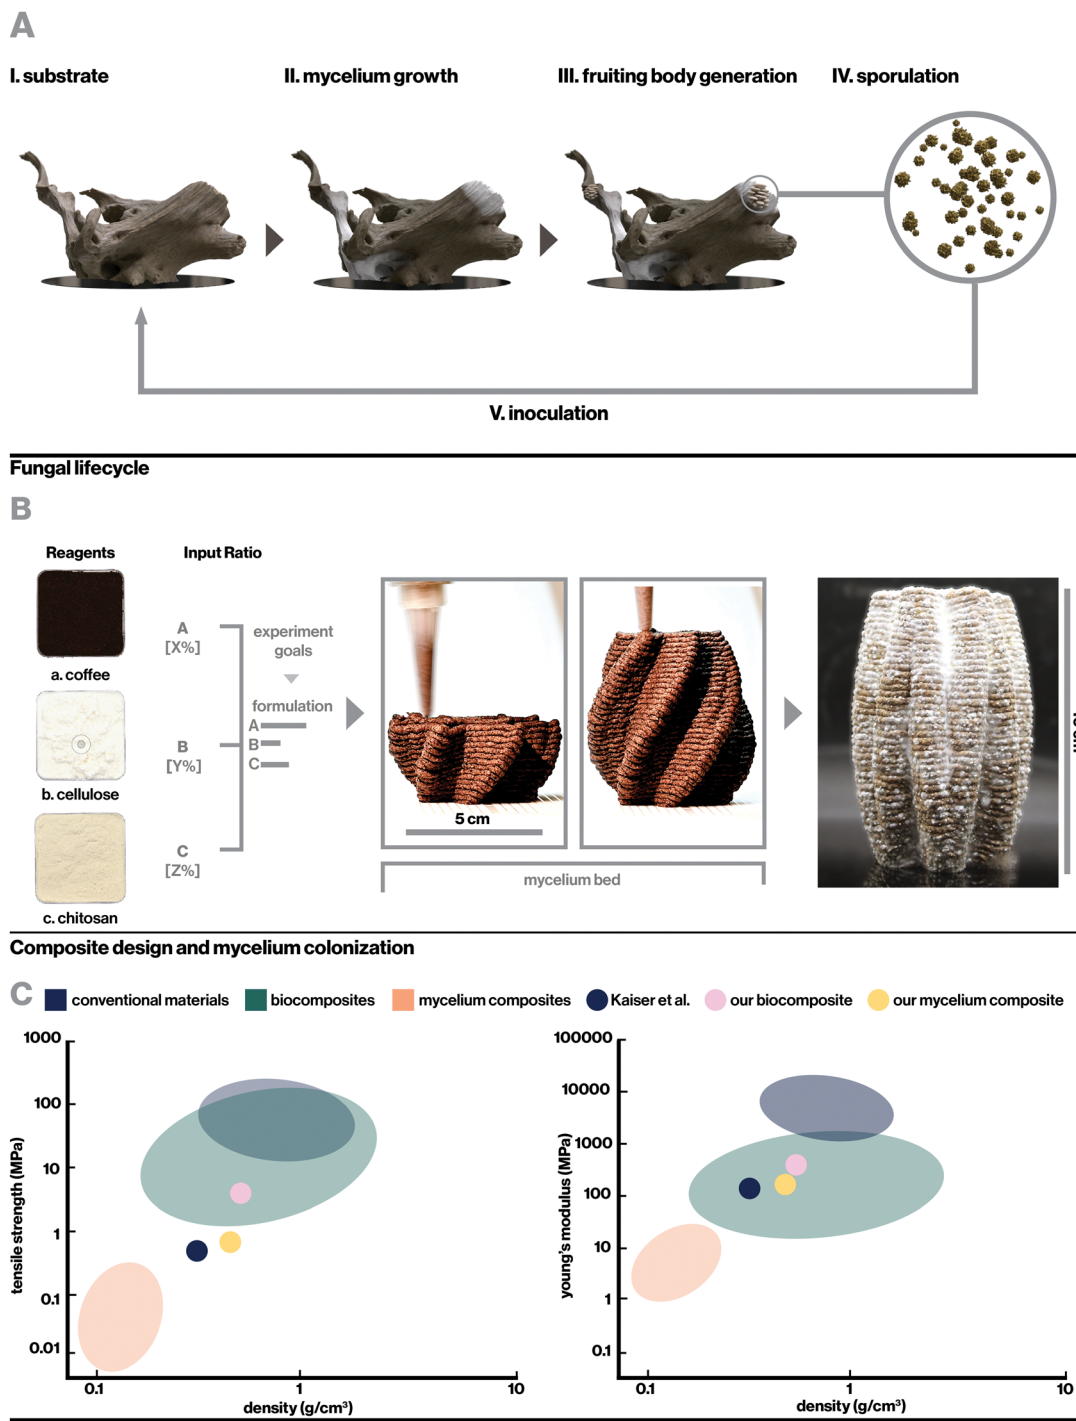 A
I. substrate
II. mycelium growth
III. fruiting body generation
IV. sporulation
V. inoculation
Fungal lifecycle
B
Reagents
Input Ratio
a. coffee
b. cellulose
c. chitosan
A
[X%]
B
[Y%]
C
[Z%]
experiment
goals
formulation
A
B
C
5 cm
mycelium bed
Composite design and mycelium colonization
C
conventional materials
biocomposites
mycelium composites
Kaiser et al.
our biocomposite
our mycelium composite
tensile strength (MPa)
1000
100
10
1
0.1
0.01
0.1
1
10
density (g/cm³)
young's modulus (MPa)
100000
10000
1000
100
10
1
0.1
0.1
1
10
density (g/cm³)